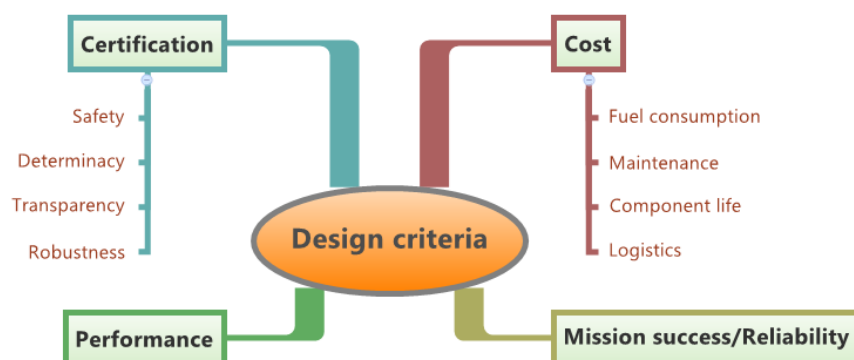 Certification
Safety
Determinacy
Transparency
Robustness
Cost
Fuel consumption
Maintenance
Component life
Logistics
Design criteria
Performance
Mission success/Reliability